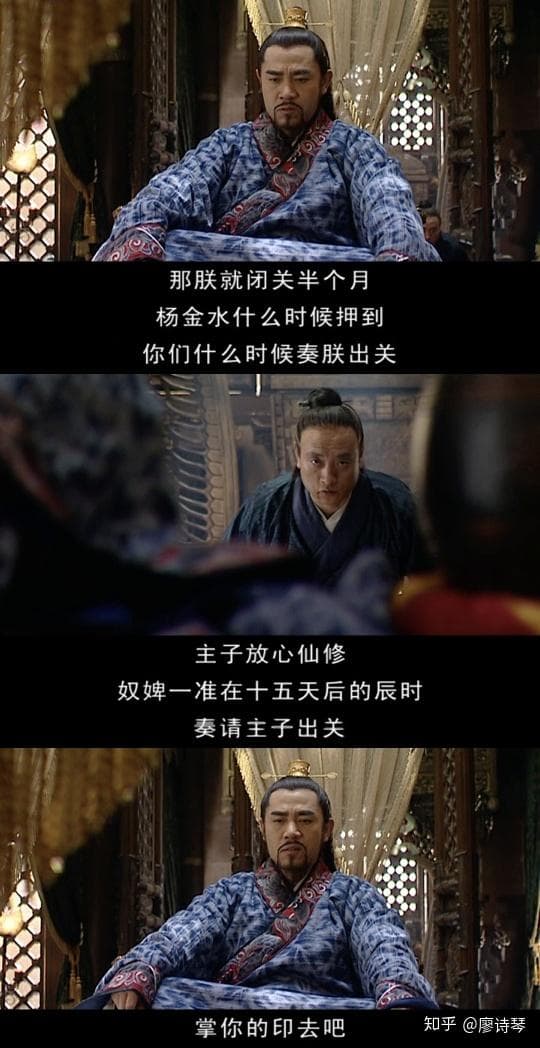 那朕就闭关半个月
杨金水什么时候押到
你们什么时候奏朕出关
主子放心仙修
奴婢一准在十五天后的辰时
奏请主子出关
掌你的印去吧
知乎 @廖诗琴